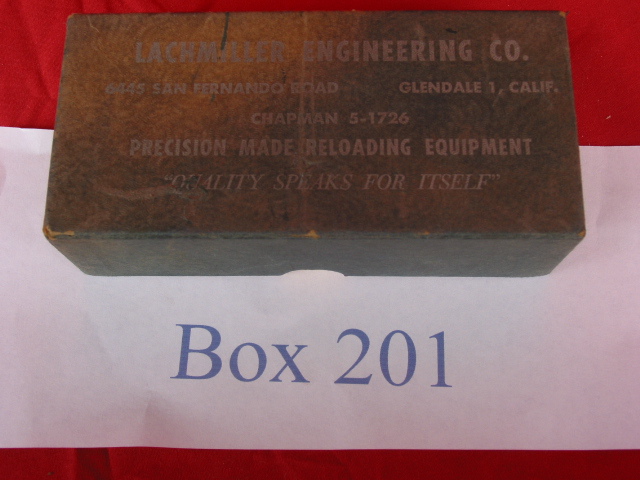 LACHMILLER ENGINEERING CO.
6445 SAN FERNANDO ROAD GLENDALE 1, CALIF.
CHAPMAN 5-1726
PRECISION MADE RELOADING EQUIPMENT
"QUALITY SPEAKS FOR ITSELF"
Box 201